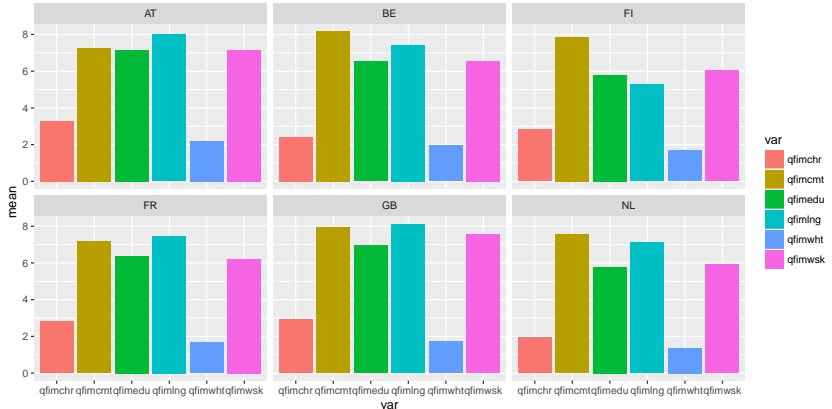 AT BE FI
8
6
4
2
0
FR GB NL
8
6
4
2
0
mean
qfimchr qfimcmt qfimedu qfimlng qfimwht qfimwsk qfimchr qfimcmt qfimedu qfimlng qfimwht qfimwsk qfimchr qfimcmt qfimedu qfimlng qfimwht qfimwsk
var
var
qfimchr
qfimcmt
qfimedu
qfimlng
qfimwht
qfimwsk